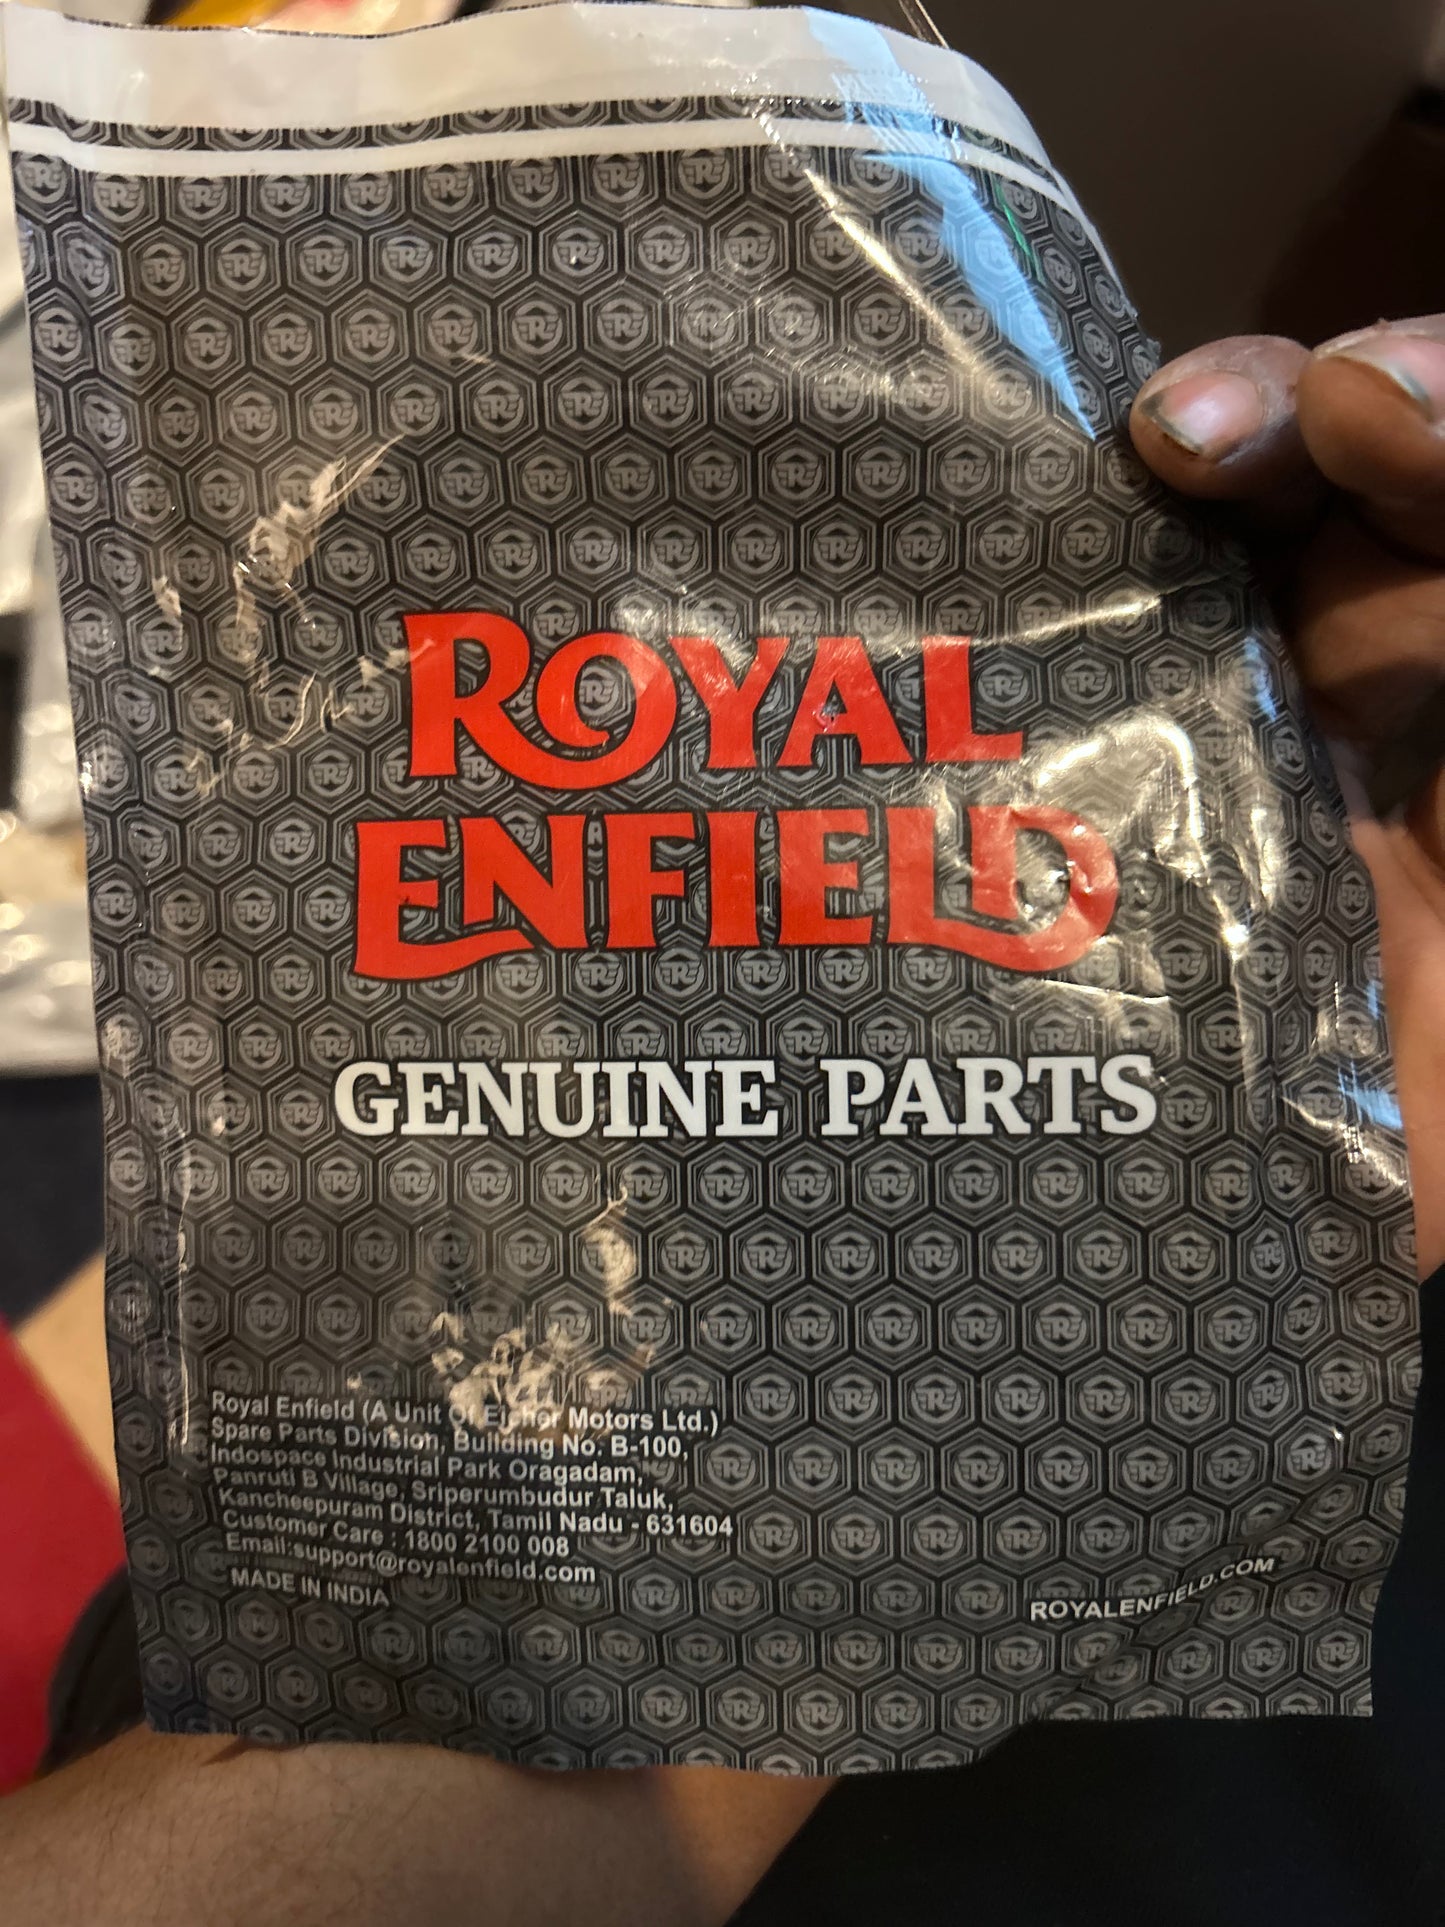 ROYAL
ENFIELD
GENUINE PARTS
Royal Enfield (A Unit Of Eicher Motors Ltd.)
Spare Parts Division, Building No. B-100,
Indospace Industrial Park Oragadam,
Panruti B Village, Sriperumbudur Taluk,
Kancheepuram District, Tamil Nadu - 631604
Customer Care : 1800 2100 008
Email:support@royalenfield.com
MADE IN INDIA
ROYALENFIELD.COM